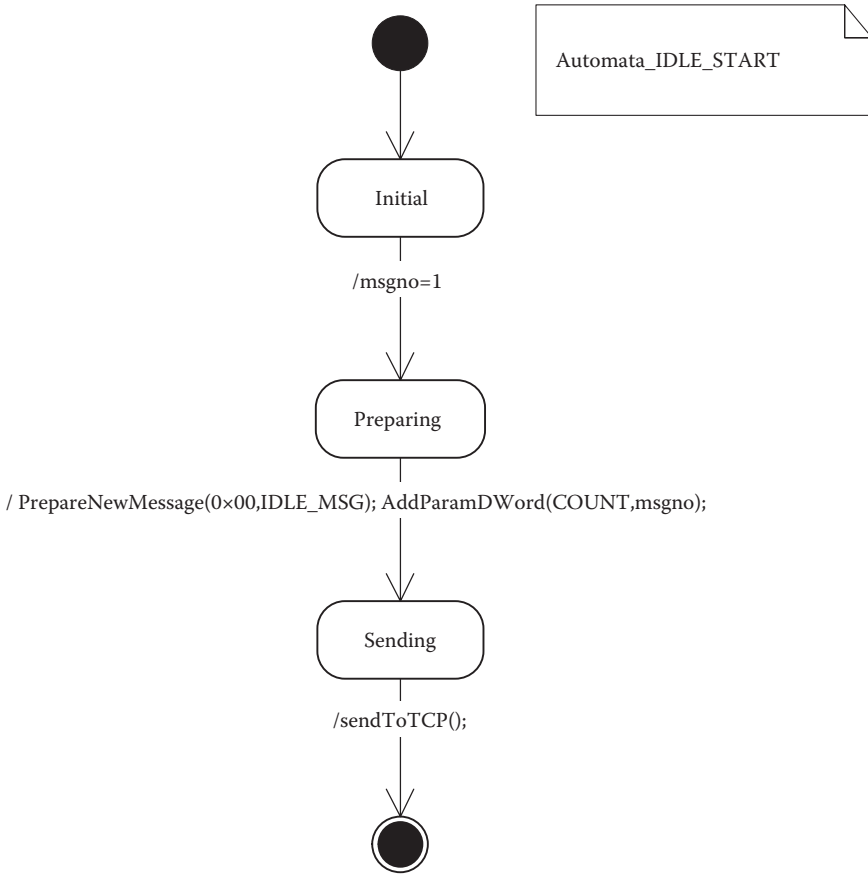 Automata_IDLE_START
Initial
/msgno=1
Preparing
/ PrepareNewMessage(0×00,IDLE_MSG); AddParamDWord(COUNT,msgno);
Sending
/sendToTCP();